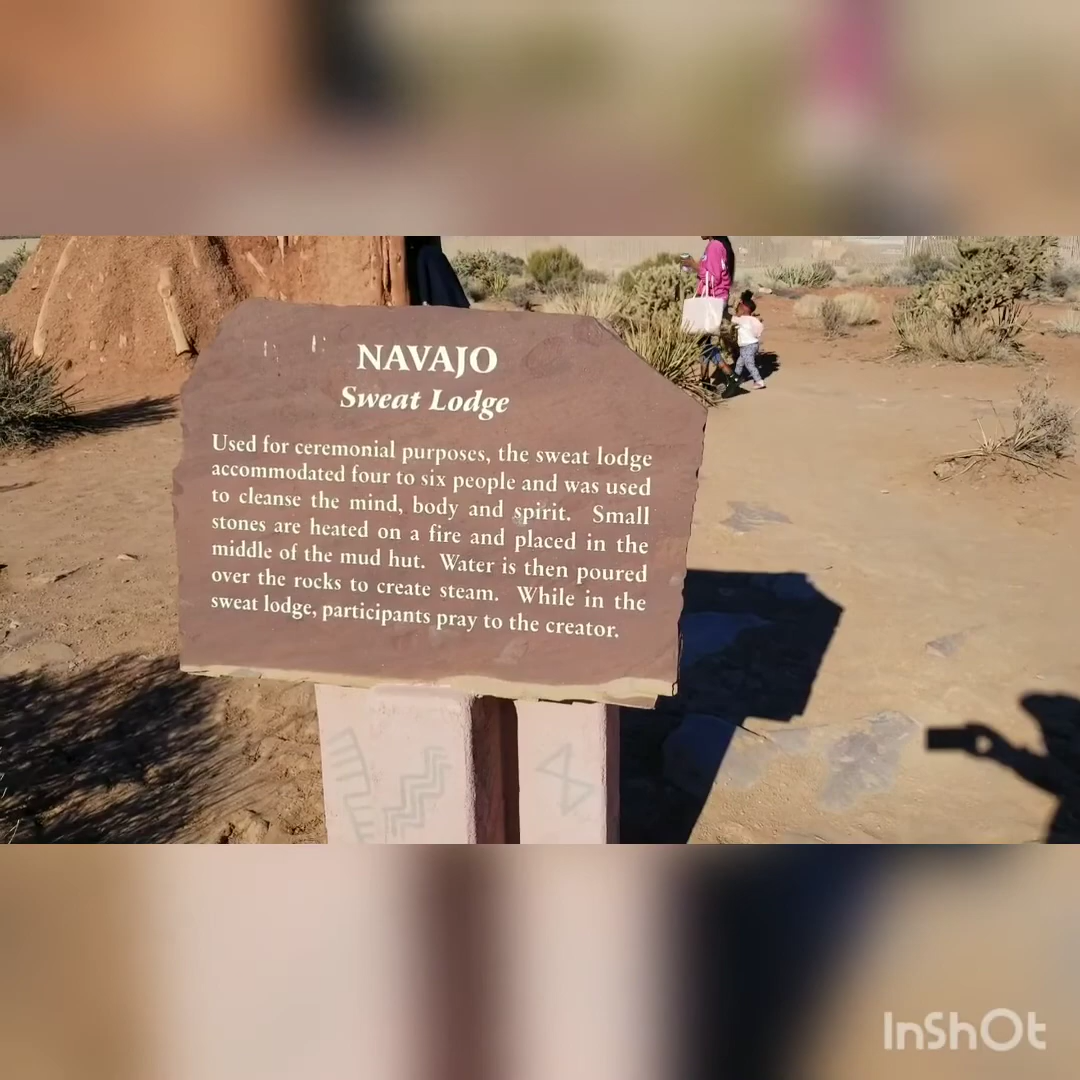 NAVAJO
Sweat Lodge
Used for ceremonial purposes, the sweat lodge
accommodated four to six people and was used
to cleanse the mind, body and spirit. Small
stones are heated on a fire and placed in the
middle of the mud hut. Water is then poured
over the rocks to create steam. While in the
sweat lodge, participants pray to the creator.
InShOt